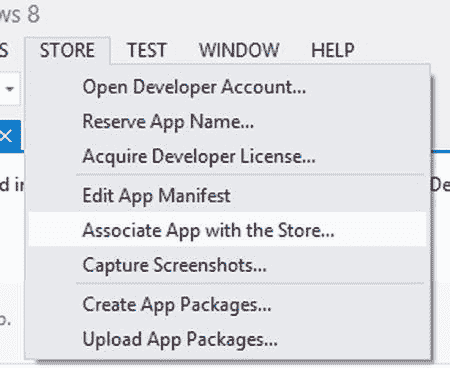 ws 8
S STORE TEST WINDOW HELP
Open Developer Account...
Reserve App Name...
Acquire Developer License...
d in
De
Edit App Manifest
Associate App with the Store...
Capture Screenshots...
Create App Packages...
p.
Upload App Packages...